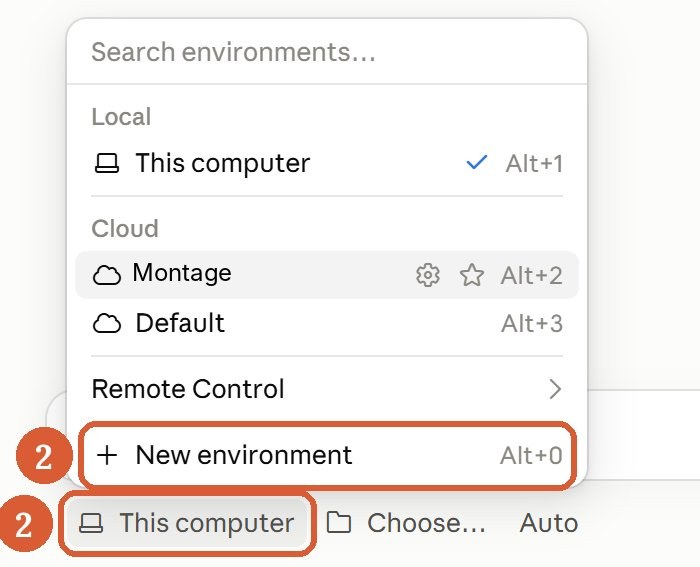 Search environments...
Local
This computer Alt+1
Cloud
Montage Alt+2
Default Alt+3
Remote Control
2 + New environment Alt+0
2 This computer Choose... Auto